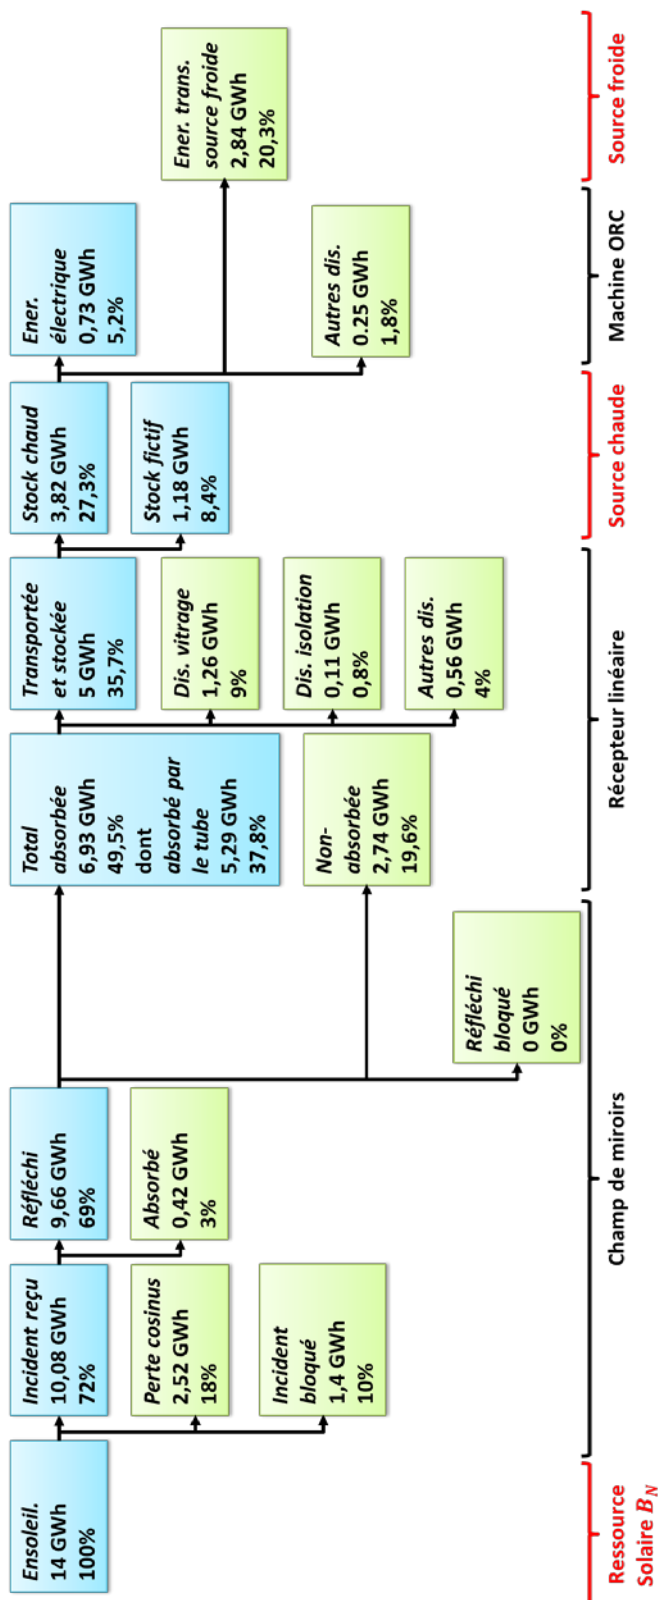 Ensoleil.
14 GWh
100%
Incident reçu
10,08 GWh
72%
Perte cosinus
2,52 GWh
18%
Incident
bloqué
1,4 GWh
10%
Réfléchi
9,66 GWh
69%
Absorbé
0,42 GWh
3%
Réfléchi
bloqué
0 GWh
0%
Total
absorbée
6,93 GWh
49,5%
dont
absorbé par
le tube
5,29 GWh
37,8%
Non-
absorbée
2,74 GWh
19,6%
Transportée
et stockée
5 GWh
35,7%
Dis. vitrage
1,26 GWh
9%
Dis. isolation
0,11 GWh
0,8%
Autres dis.
0,56 GWh
4%
Stock chaud
3,82 GWh
27,3%
Stock fictif
1,18 GWh
8,4%
Ener.
électrique
0,73 GWh
5,2%
Autres dis.
0.25 GWh
1,8%
Ener. trans.
source froide
2,84 GWh
20,3%
Ressource
Solaire B_N
Champ de miroirs
Récepteur linéaire
Source chaude
Machine ORC
Source froide